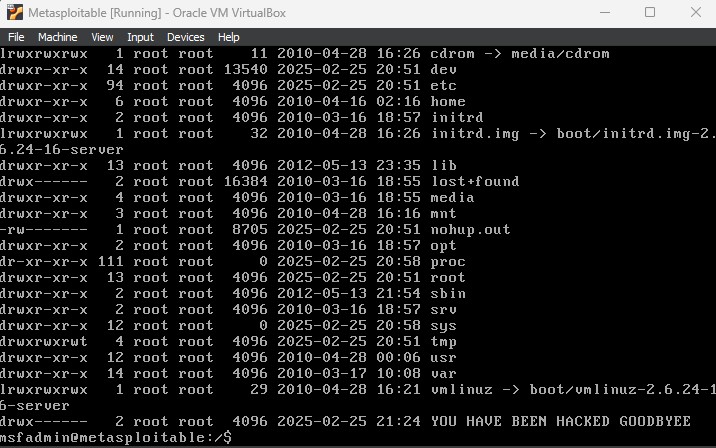 Metasploitable [Running] - Oracle VM VirtualBox
File Machine View Input Devices Help
lrwxrwxrwx 1 root root 11 2010-04-28 16:26 cdrom -> media/cdrom
drwxr-xr-x 14 root root 13540 2025-02-25 20:51 dev
drwxr-xr-x 94 root root 4096 2025-02-25 20:51 etc
drwxr-xr-x 6 root root 4096 2010-04-16 02:16 home
drwxr-xr-x 2 root root 4096 2010-03-16 18:57 initrd
lrwxrwxrwx 1 root root 32 2010-04-28 16:26 initrd.img -> boot/initrd.img-2.
6.24-16-server
drwxr-xr-x 13 root root 4096 2012-05-13 23:35 lib
drwx------ 2 root root 16384 2010-03-16 18:55 lost+found
drwxr-xr-x 4 root root 4096 2010-03-16 18:55 media
drwxr-xr-x 3 root root 4096 2010-04-28 16:16 mnt
-rw------- 1 root root 8705 2025-02-25 20:51 nohup.out
drwxr-xr-x 2 root root 4096 2010-03-16 18:57 opt
dr-xr-xr-x 111 root root 0 2025-02-25 20:58 proc
drwxr-xr-x 13 root root 4096 2025-02-25 20:51 root
drwxr-xr-x 2 root root 4096 2012-05-13 21:54 sbin
drwxr-xr-x 2 root root 4096 2010-03-16 18:57 srv
drwxr-xr-x 12 root root 0 2025-02-25 20:58 sys
drwxrwxrwt 4 root root 4096 2025-02-25 20:51 tmp
drwxr-xr-x 12 root root 4096 2010-04-28 00:06 usr
drwxr-xr-x 14 root root 4096 2010-03-17 10:08 var
lrwxrwxrwx 1 root root 29 2010-04-28 16:21 vmlinuz -> boot/vmlinuz-2.6.24-1
6-server
drwx------ 2 root root 4096 2025-02-25 21:24 YOU HAVE BEEN HACKED GOODBYEE
msfadmin@metasploitable:/$